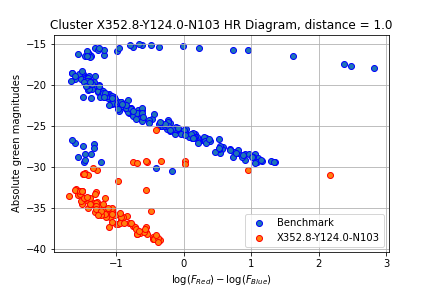 Cluster X352.8-Y124.0-N103 HR Diagram, distance = 1.0
Absolute green magnitudes
−15
−20
−25
−30
−35
−40
Benchmark
X352.8-Y124.0-N103
−1
0
1
2
3
log(F_Red) − log(F_Blue)